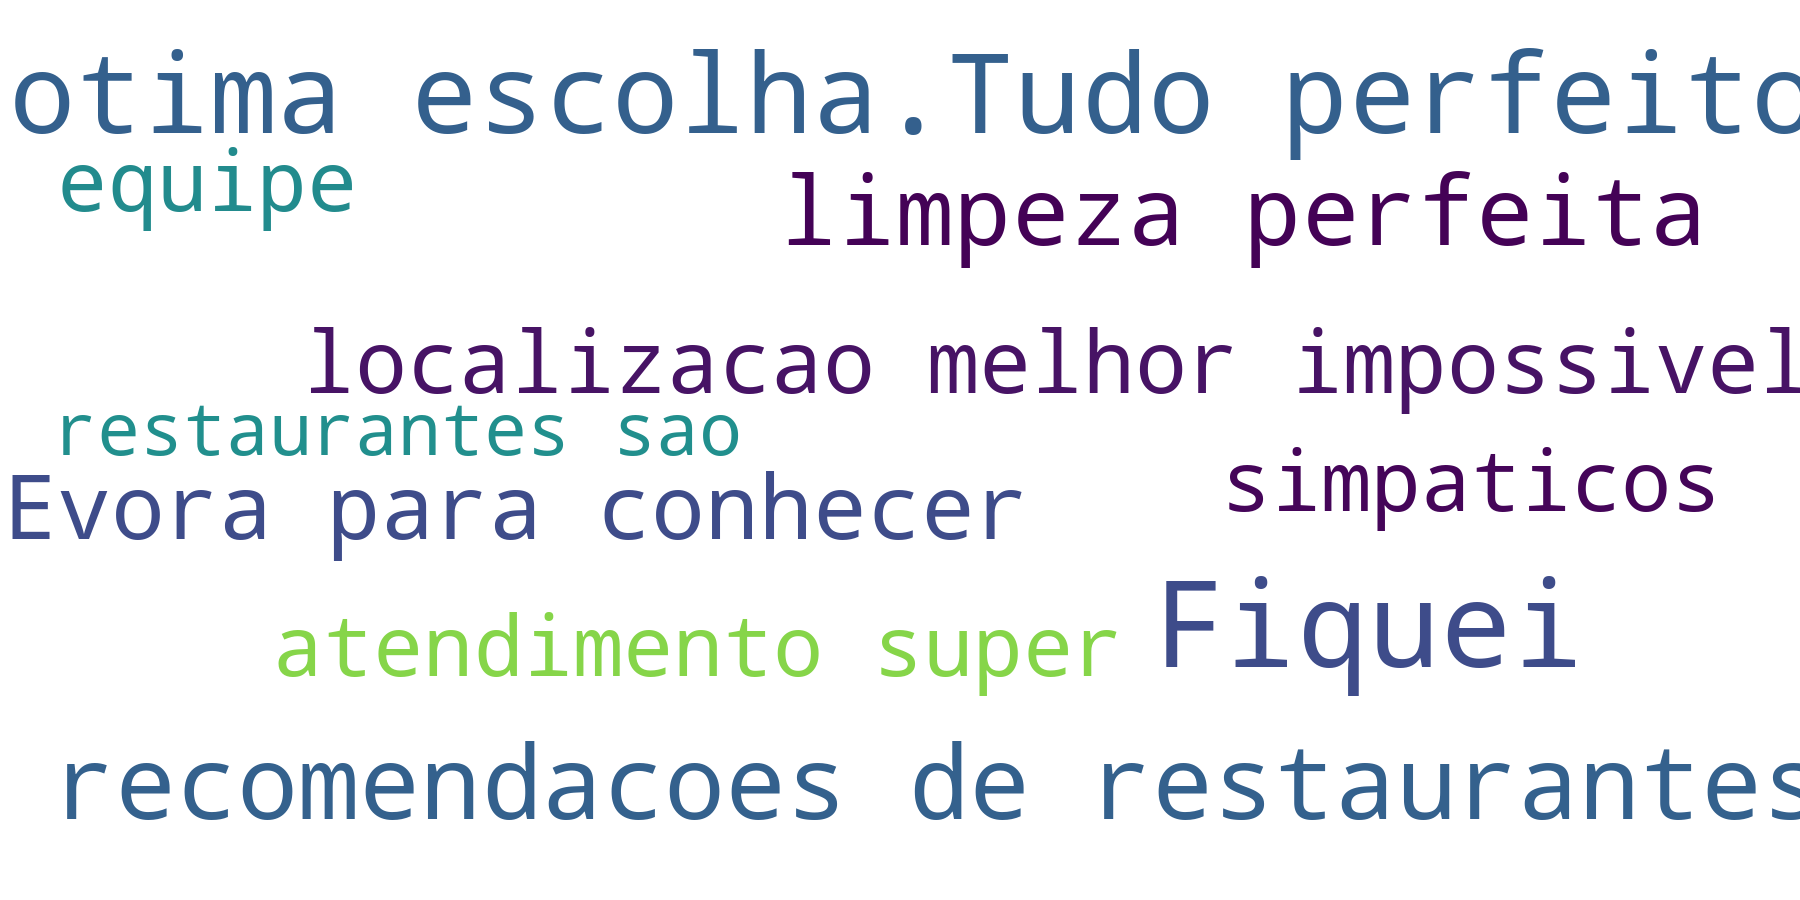 otima escolha.Tudo perfeito
equipe
limpeza perfeita
localizacao melhor impossivel
restaurantes sao
simpaticos
Evora para conhecer
Fiquei
atendimento super
recomendacoes de restaurantes